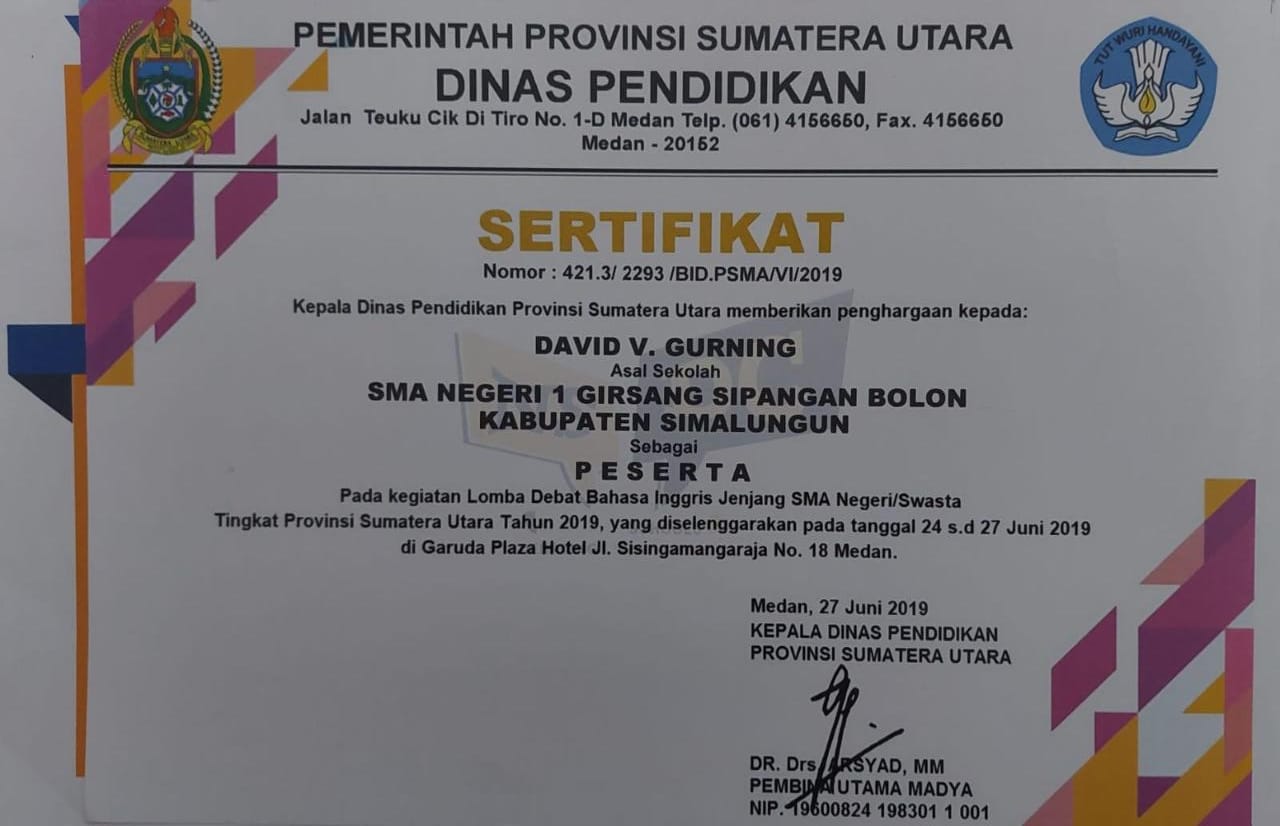 PEMERINTAH PROVINSI SUMATERA UTARA
DINAS PENDIDIKAN
Jalan Teuku Cik Di Tiro No. 1-D Medan Telp. (061) 4156650, Fax. 4156650
Medan - 20152
TUT WURI HANDAYANI
SUMATERA UTARA
SERTIFIKAT
Nomor : 421.3/ 2293 /BID.PSMA/VI/2019
Kepala Dinas Pendidikan Provinsi Sumatera Utara memberikan penghargaan kepada:
DAVID V. GURNING
Asal Sekolah
SMA NEGERI 1 GIRSANG SIPANGAN BOLON
KABUPATEN SIMALUNGUN
Sebagai
PESERTA
Pada kegiatan Lomba Debat Bahasa Inggris Jenjang SMA Negeri/Swasta
Tingkat Provinsi Sumatera Utara Tahun 2019, yang diselenggarakan pada tanggal 24 s.d 27 Juni 2019
di Garuda Plaza Hotel Jl. Sisingamangaraja No. 18 Medan.
Medan, 27 Juni 2019
KEPALA DINAS PENDIDIKAN
PROVINSI SUMATERA UTARA
DR. Drs. ARSYAD, MM
PEMBINA UTAMA MADYA
NIP. 19600824 198301 1 001